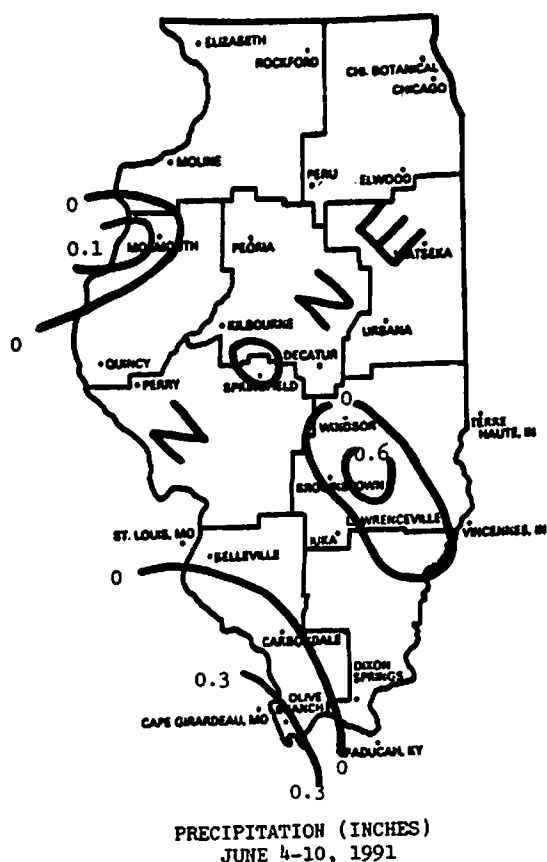 ELIZABETH
ROCKFORD
CHI. BOTANICAL
CHICAGO
MOLINE
PERU
ELWOOD
0
0.1
MONMOUTH
PEORIA
E
WATSEKA
N
0
KILBOURNE
URBANA
QUINCY
PERRY
DECATUR
SPRINGFIELD
N
0
WINDSOR
TERRE
HAUTE, IN
0.6
BROWNSTOWN
LAWRENCEVILLE
ST. LOUIS, MO
IUKA
VINCENNES, IN
BELLEVILLE
0
CARBONDALE
0.3
DIXON
SPRINGS
OLIVE
BRANCH
CAPE GIRARDEAU, MO
PADUCAH, KY
0
0.3
PRECIPITATION (INCHES)
JUNE 4-10, 1991